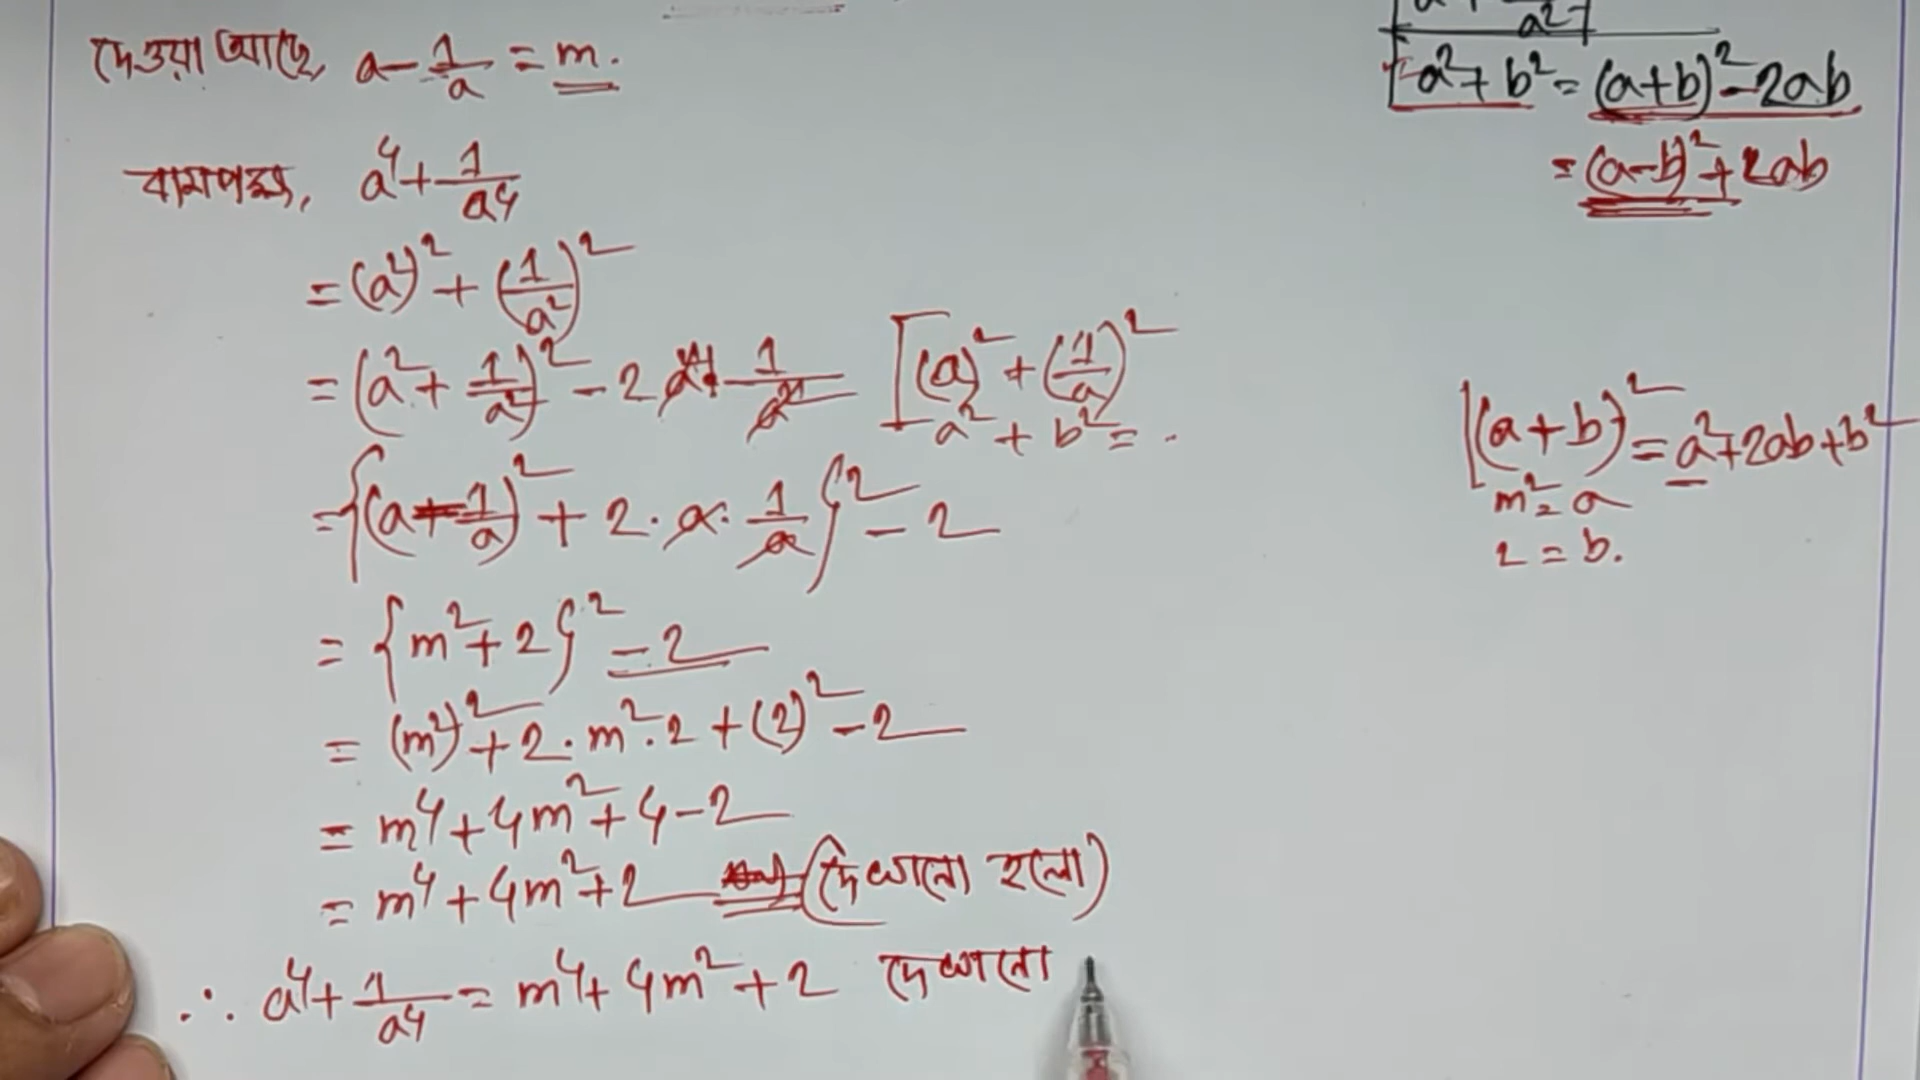 দেওয়া আছে, a - 1/a = m.
বামপক্ষ, a⁴ + 1/a⁴
= (a²)² + (1/a²)²
= (a² + 1/a²)² - 2 a² · 1/a² [(a)² + (1/a)²
a² + b² = .
= {(a - 1/a)² + 2 · a · 1/a}² - 2
= {m² + 2}² - 2
= (m²)² + 2 · m² · 2 + (2)² - 2
= m⁴ + 4m² + 4 - 2
= m⁴ + 4m² + 2 (দেখানো হলো)
∴ a⁴ + 1/a⁴ = m⁴ + 4m² + 2 দেখানো
a² + b² = (a+b)² - 2ab
= (a-b)² + 2ab
[(a+b)² = a² + 2ab + b²
m² = a
2 = b.